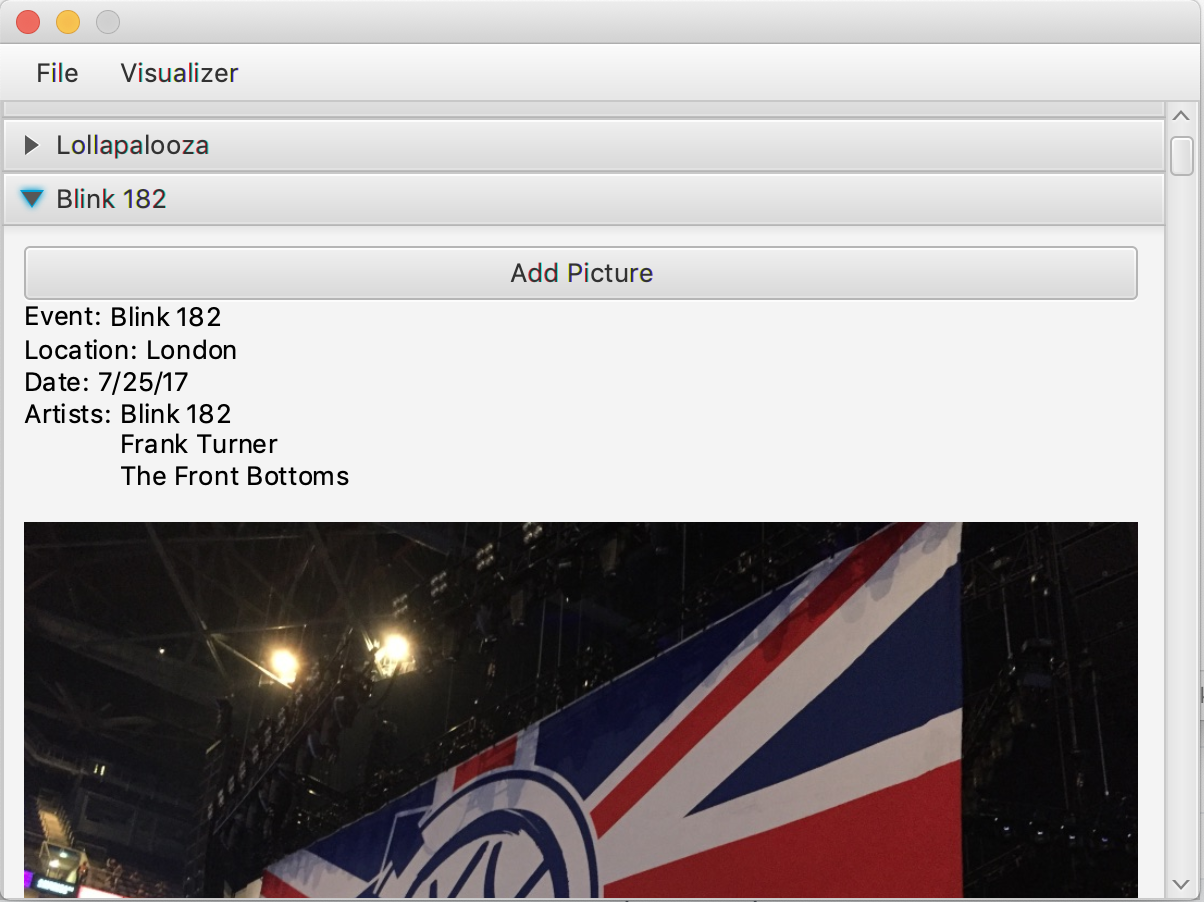 File Visualizer
Lollapalooza
Blink 182
Add Picture
Event: Blink 182
Location: London
Date: 7/25/17
Artists: Blink 182
Frank Turner
The Front Bottoms